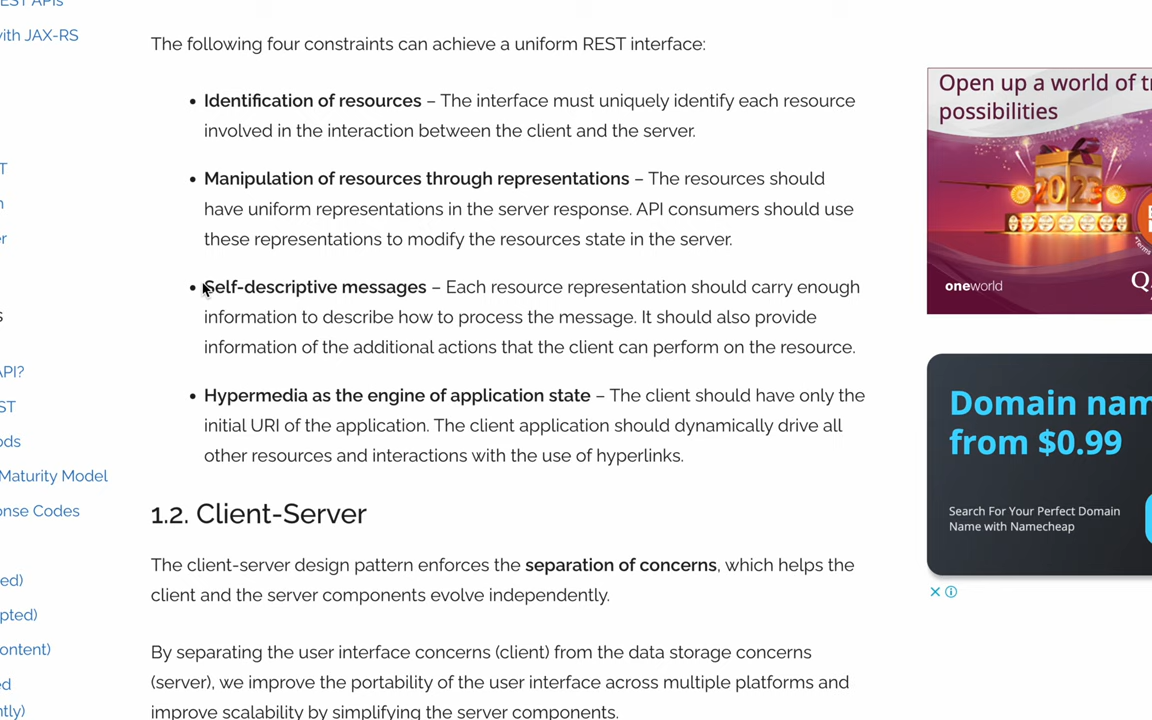 EST APIs
with JAX-RS
T
n
er
s
API?
ST
ods
Maturity Model
onse Codes
ed)
pted)
ontent)
ed
ntly)
The following four constraints can achieve a uniform REST interface:
• Identification of resources – The interface must uniquely identify each resource
involved in the interaction between the client and the server.
• Manipulation of resources through representations – The resources should
have uniform representations in the server response. API consumers should use
these representations to modify the resources state in the server.
• Self-descriptive messages – Each resource representation should carry enough
information to describe how to process the message. It should also provide
information of the additional actions that the client can perform on the resource.
• Hypermedia as the engine of application state – The client should have only the
initial URI of the application. The client application should dynamically drive all
other resources and interactions with the use of hyperlinks.
1.2. Client-Server
The client-server design pattern enforces the separation of concerns, which helps the
client and the server components evolve independently.
By separating the user interface concerns (client) from the data storage concerns
(server), we improve the portability of the user interface across multiple platforms and
improve scalability by simplifying the server components.
Open up a world of tr
possibilities
2023
oneworld
Q
Domain nam
from $0.99
Search For Your Perfect Domain
Name with Namecheap